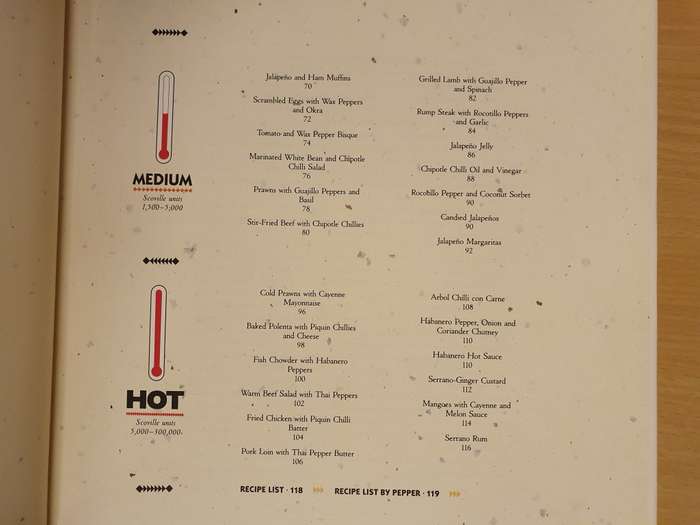 MEDIUM
Scoville units
1,500–5,000
Jalapeño and Ham Muffins
70
Scrambled Eggs with Wax Peppers
and Okra
72
Tomato and Wax Pepper Bisque
74
Marinated White Bean and Chipotle
Chilli Salad
76
Prawns with Guajillo Peppers and
Basil
78
Stir-Fried Beef with Chipotle Chillies
80
Grilled Lamb with Guajillo Pepper
and Spinach
82
Rump Steak with Rocotillo Peppers
and Garlic
84
Jalapeño Jelly
86
Chipotle Chilli Oil and Vinegar
88
Rocotillo Pepper and Coconut Sorbet
90
Candied Jalapeños
90
Jalapeño Margaritas
92
HOT
Scoville units
5,000–300,000
Cold Prawns with Cayenne
Mayonnaise
96
Baked Polenta with Piquin Chillies
and Cheese
98
Fish Chowder with Habanero
Peppers
100
Warm Beef Salad with Thai Peppers
102
Fried Chicken with Piquin Chilli
Batter
104
Pork Loin with Thai Pepper Butter
106
Arbol Chilli con Carne
108
Habanero Pepper, Onion and
Coriander Chutney
110
Habanero Hot Sauce
110
Serrano-Ginger Custard
112
Mangoes with Cayenne and
Melon Sauce
114
Serrano Rum
116
RECIPE LIST · 118 RECIPE LIST BY PEPPER · 119